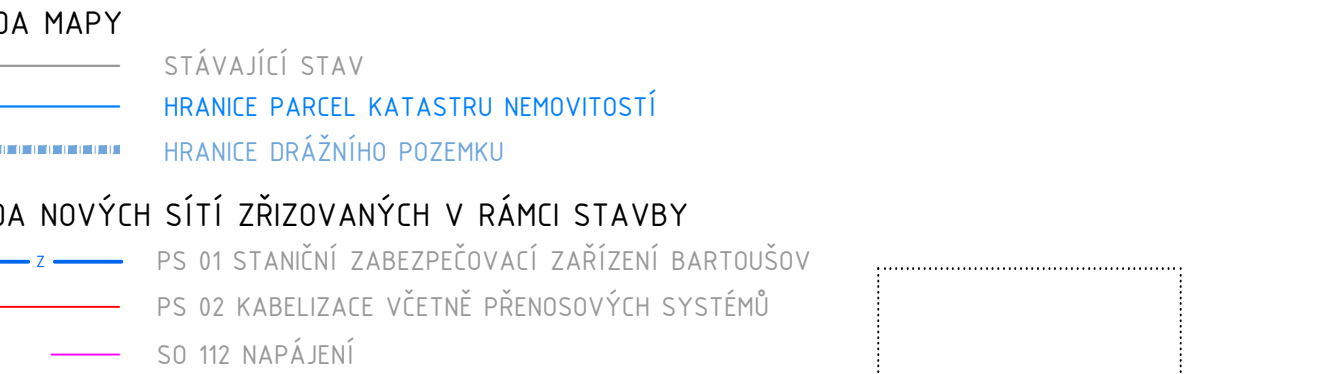 DA MAPY
STÁVAJÍCÍ STAV
HRANICE PARCEL KATASTRU NEMOVITOSTÍ
HRANICE DRÁŽNÍHO POZEMKU
DA NOVÝCH SÍTÍ ZŘIZOVANÝCH V RÁMCI STAVBY
Z PS 01 STANIČNÍ ZABEZPEČOVACÍ ZAŘÍZENÍ BARTOUŠOV
PS 02 KABELIZACE VČETNĚ PŘENOSOVÝCH SYSTÉMŮ
SO 112 NAPÁJENÍ